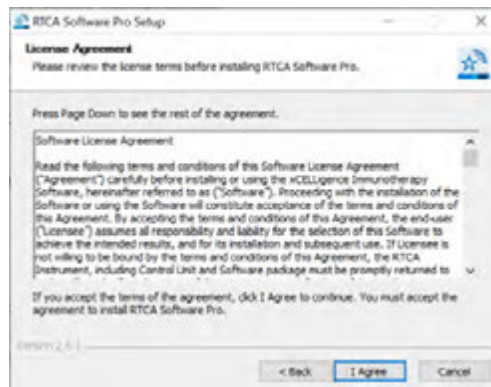 RTCA Software Pro Setup
License Agreement
Please review the license terms before installing RTCA Software Pro.
Press Page Down to see the rest of the agreement.
Software License Agreement
Read the following terms and conditions of this Software License Agreement
("Agreement") carefully before installing or using the xCELLigence Immunotherapy
Software, hereinafter referred to as ("Software"). Proceeding with the installation of the
Software or using the Software will constitute acceptance of the terms and conditions of
this Agreement. By accepting the terms and conditions of this Agreement, the end-user
("Licensee") assumes all responsibility and liability for the selection of this Software to
achieve the intended results, and for its installation and subsequent use. If Licensee is
not willing to be bound by the terms and conditions of this Agreement, the RTCA
Instrument, including Control Unit and Software package must be promptly returned to
If you accept the terms of the agreement, click I Agree to continue. You must accept the
agreement to install RTCA Software Pro.
< Back I Agree Cancel